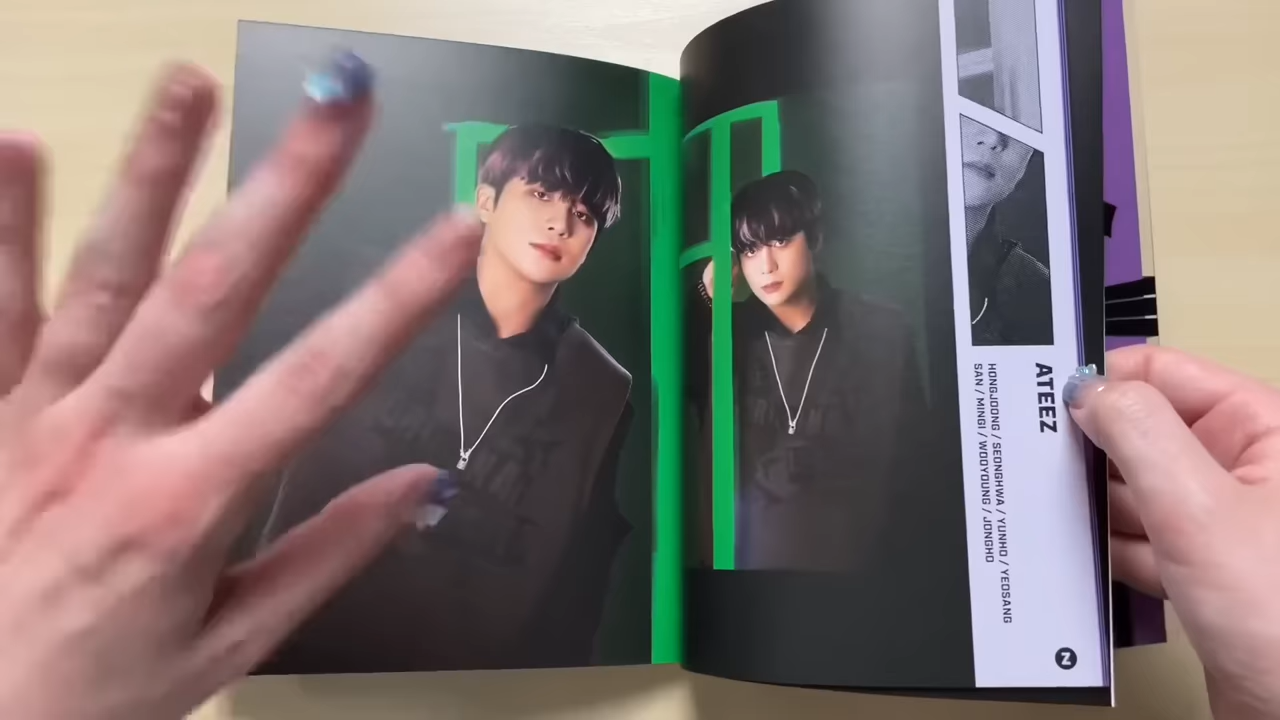 ATEEZ
HONGJOONG / SEONGHWA / YUNHO / YEOSANG
SAN / MINGI / WOOYOUNG / JONGHO
Z